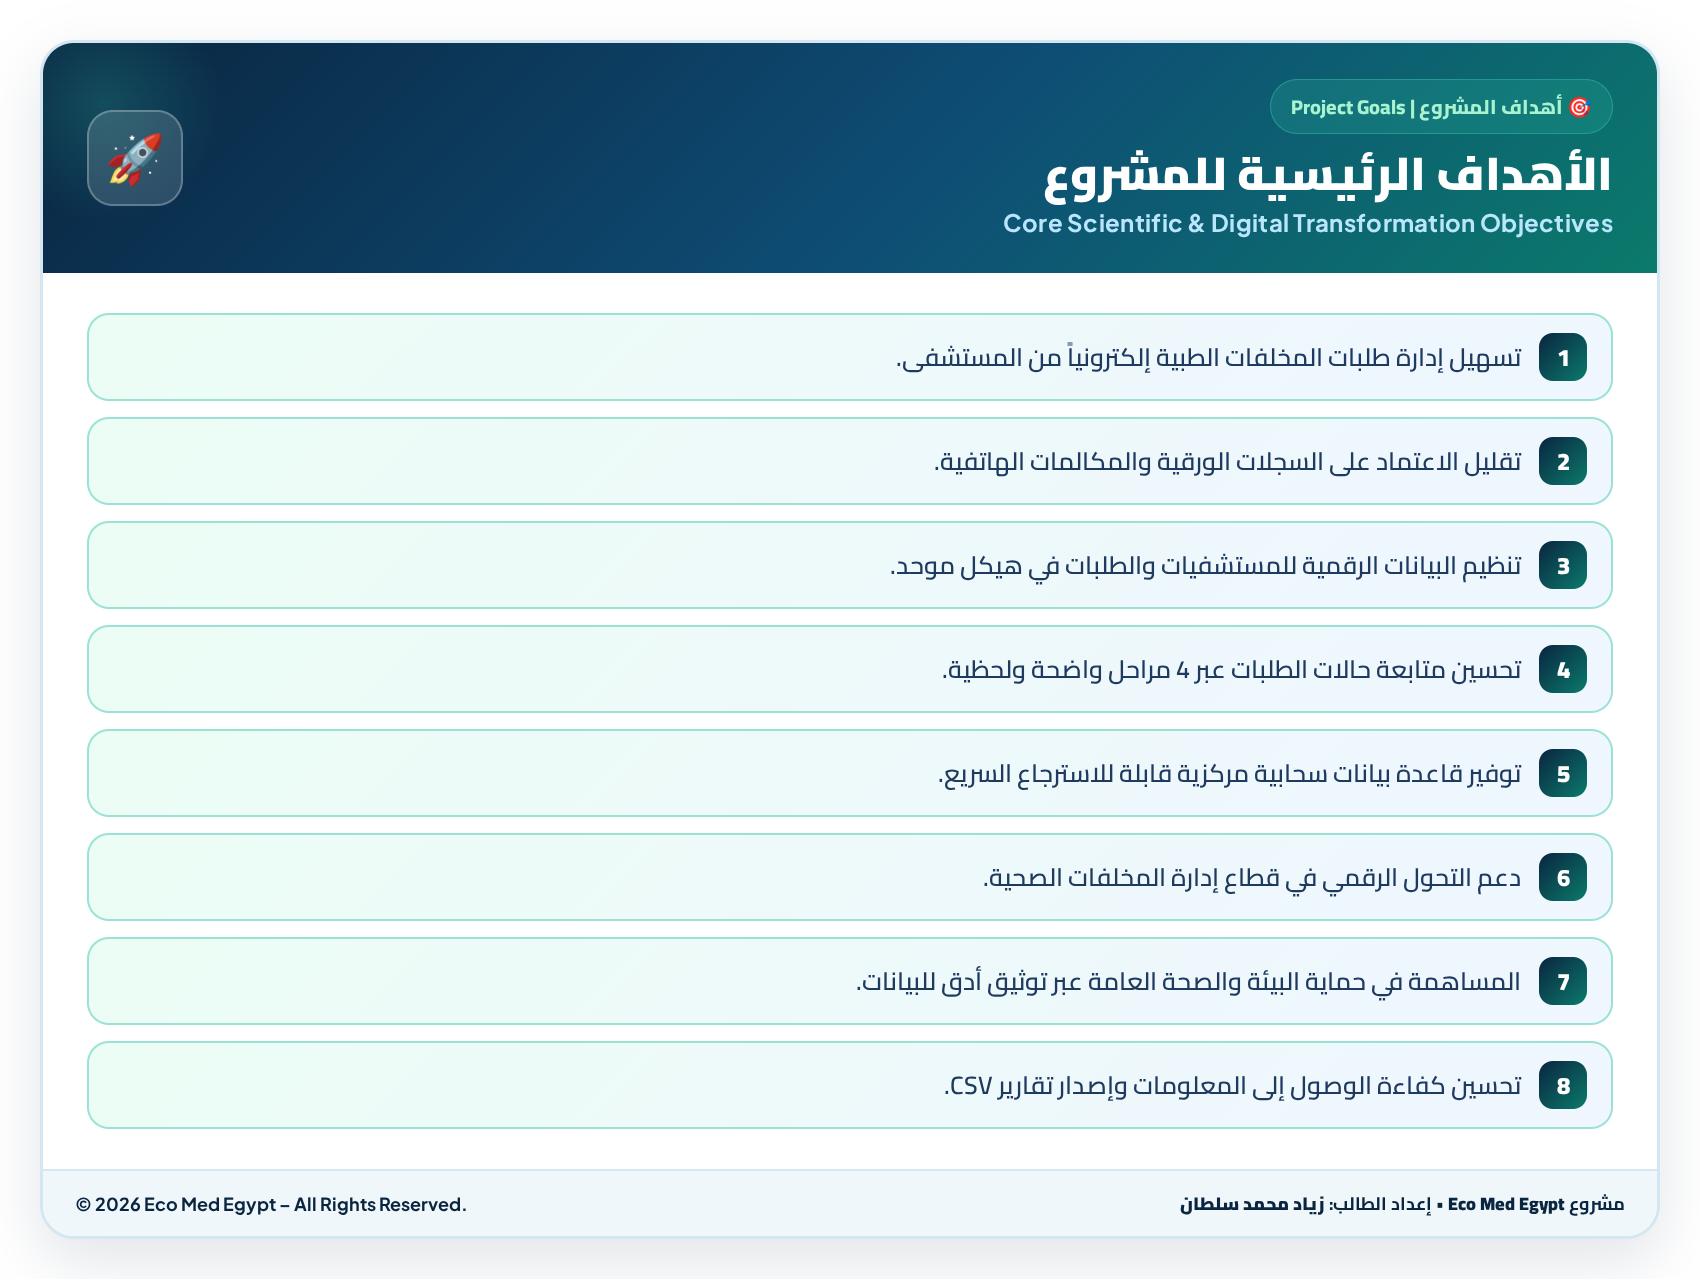 🎯 أهداف المشروع | Project Goals
الأهداف الرئيسية للمشروع
Core Scientific & Digital Transformation Objectives
1 تسهيل إدارة طلبات المخلفات الطبية إلكترونياً من المستشفى.
2 تقليل الاعتماد على السجلات الورقية والمكالمات الهاتفية.
3 تنظيم البيانات الرقمية للمستشفيات والطلبات في هيكل موحد.
4 تحسين متابعة حالات الطلبات عبر 4 مراحل واضحة ولحظية.
5 توفير قاعدة بيانات سحابية مركزية قابلة للاسترجاع السريع.
6 دعم التحول الرقمي في قطاع إدارة المخلفات الصحية.
7 المساهمة في حماية البيئة والصحة العامة عبر توثيق أدق للبيانات.
8 تحسين كفاءة الوصول إلى المعلومات وإصدار تقارير CSV.
مشروع Eco Med Egypt • إعداد الطالب: زياد محمد سلطان
© 2026 Eco Med Egypt – All Rights Reserved.